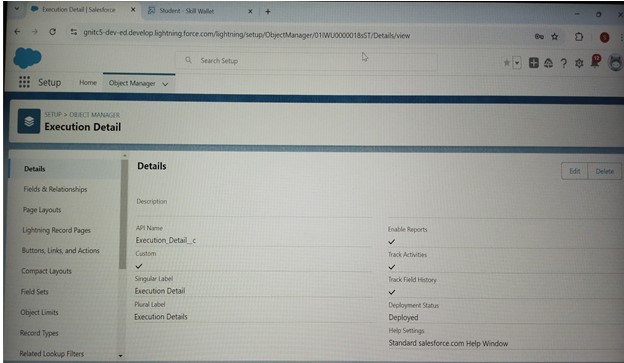 Execution Detail | Salesforce
Student - Skill Wallet
gnitc5-dev-ed.develop.lightning.force.com/lightning/setup/ObjectManager/01IWU0000018sST/Details/view
Search Setup
Setup
Home
Object Manager
SETUP > OBJECT MANAGER
Execution Detail
Details
Fields & Relationships
Page Layouts
Lightning Record Pages
Buttons, Links, and Actions
Compact Layouts
Field Sets
Object Limits
Record Types
Related Lookup Filters
Details
Edit
Delete
Description
API Name
Execution_Detail__c
Custom
✓
Singular Label
Execution Detail
Plural Label
Execution Details
Enable Reports
✓
Track Activities
✓
Track Field History
✓
Deployment Status
Deployed
Help Settings
Standard salesforce.com Help Window